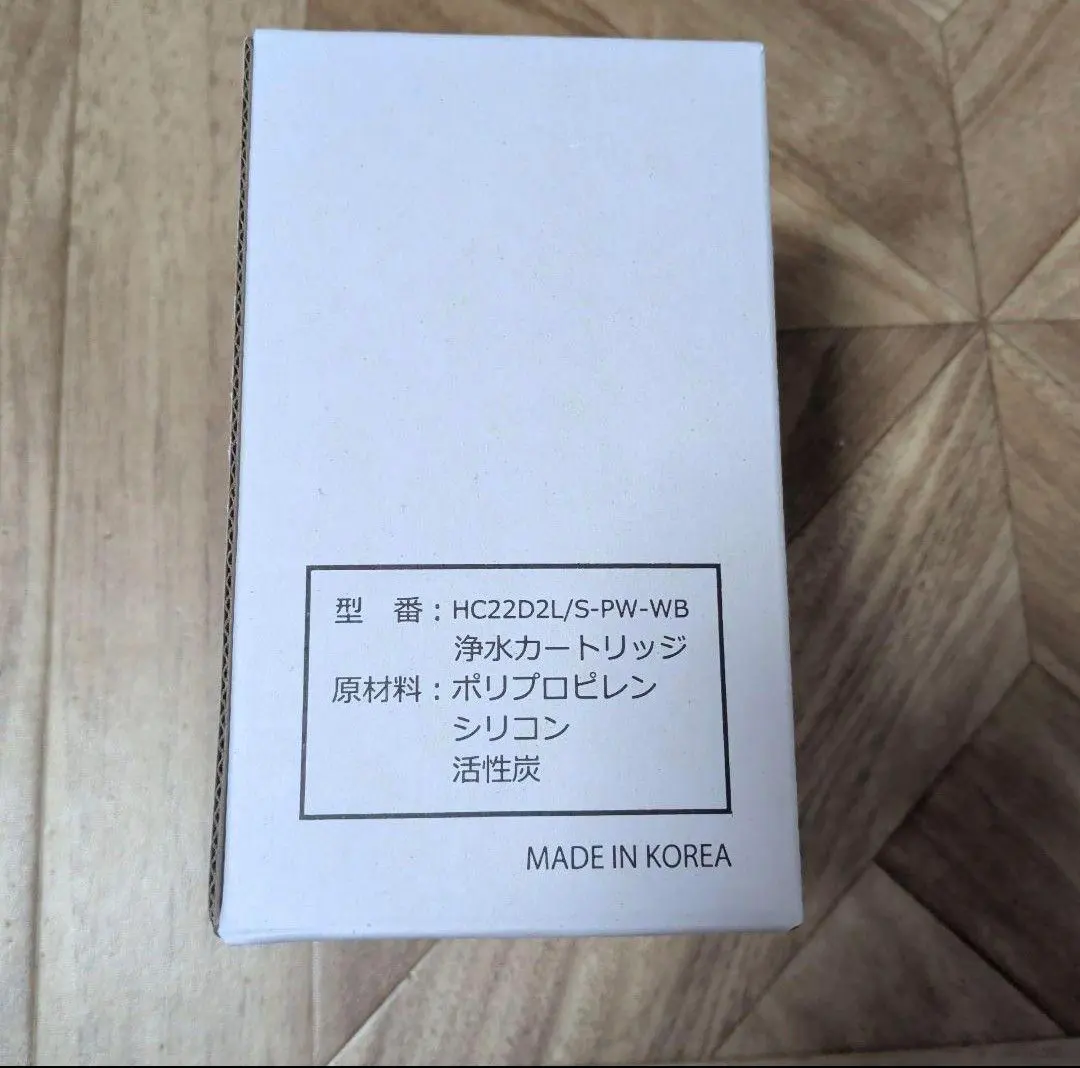 型　番：HC22D2L/S-PW-WB
浄水カートリッジ
原材料：ポリプロピレン
シリコン
活性炭
MADE IN KOREA